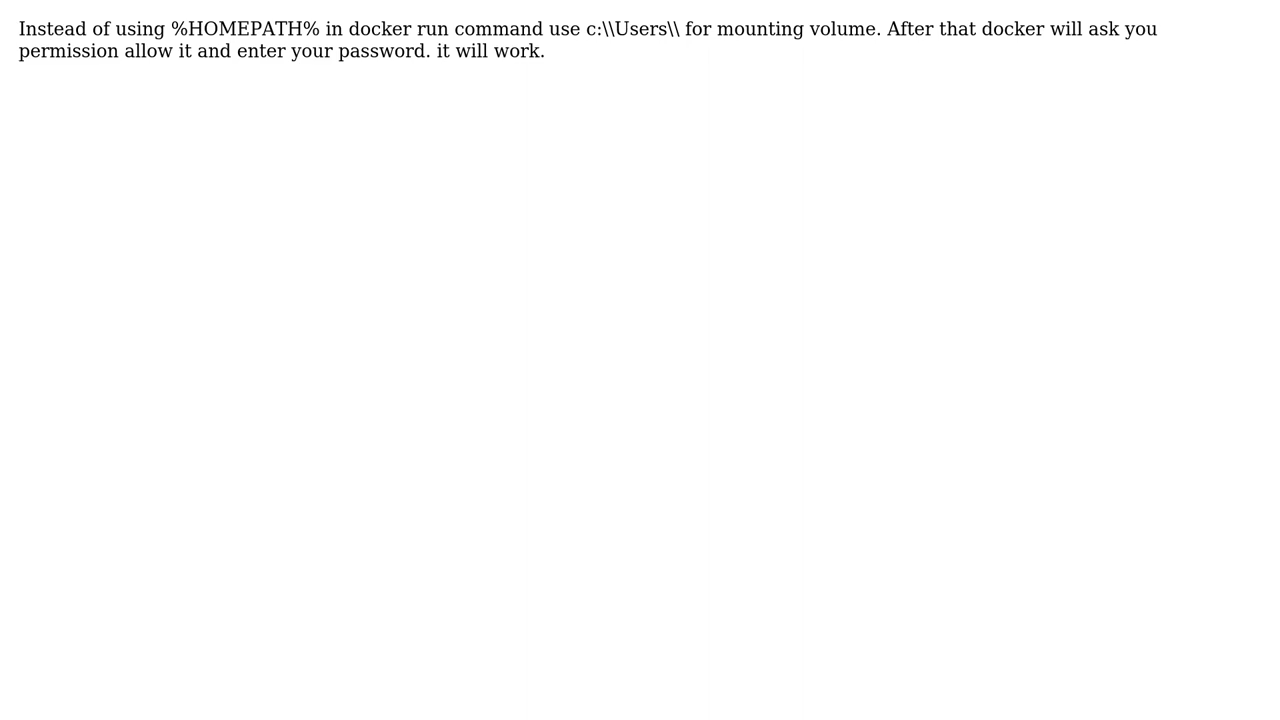 Instead of using %HOMEPATH% in docker run command use c:\\Users\\ for mounting volume. After that docker will ask you
permission allow it and enter your password. it will work.